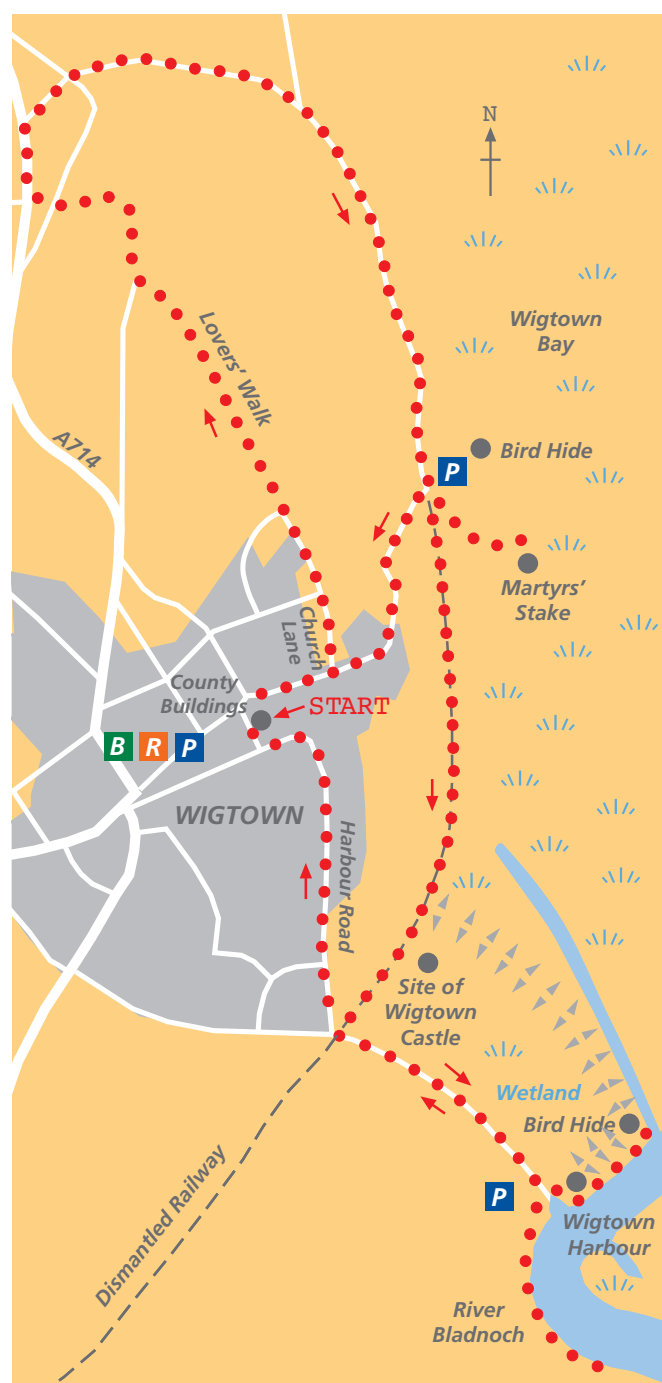 N
Wigtown
Bay
Lovers' Walk
A714
Bird Hide
P
Martyrs'
Stake
Church
Lane
County
Buildings
START
B R P
WIGTOWN
Harbour Road
Site of
Wigtown
Castle
Wetland
Bird Hide
Dismantled Railway
P
Wigtown
Harbour
River
Bladnoch